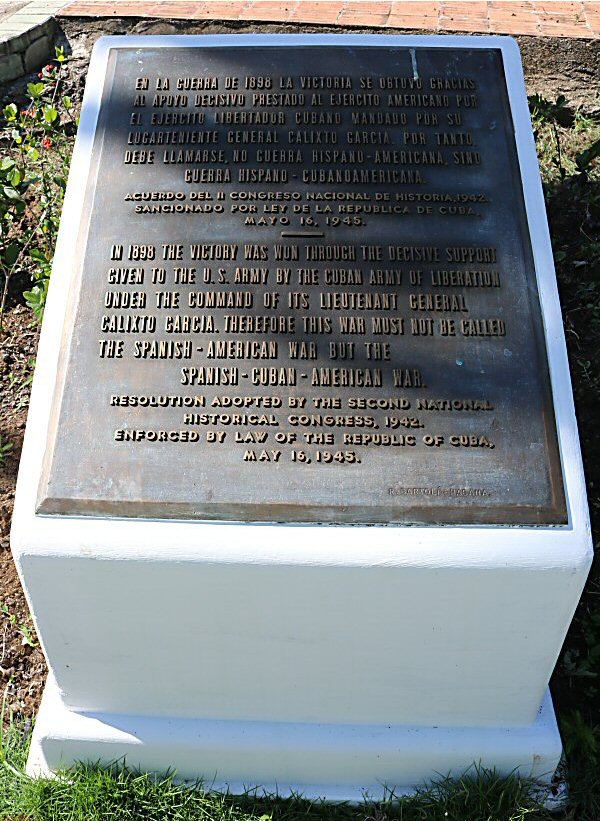 EN LA GUERRA DE 1898 LA VICTORIA SE OBTUVO GRACIAS
AL APOYO DECISIVO PRESTADO AL EJERCITO AMERICANO POR
EL EJERCITO LIBERTADOR CUBANO MANDADO POR SU
LUGARTENIENTE GENERAL CALIXTO GARCIA. POR TANTO,
DEBE LLAMARSE, NO GUERRA HISPANO-AMERICANA, SINO
GUERRA HISPANO-CUBANOAMERICANA.
ACUERDO DEL II CONGRESO NACIONAL DE HISTORIA, 1942.
SANCIONADO POR LEY DE LA REPUBLICA DE CUBA,
MAYO 16, 1945.
IN 1898 THE VICTORY WAS WON THROUGH THE DECISIVE SUPPORT
GIVEN TO THE U.S. ARMY BY THE CUBAN ARMY OF LIBERATION
UNDER THE COMMAND OF ITS LIEUTENANT GENERAL
CALIXTO GARCIA. THEREFORE THIS WAR MUST NOT BE CALLED
THE SPANISH-AMERICAN WAR BUT THE
SPANISH-CUBAN-AMERICAN WAR.
RESOLUTION ADOPTED BY THE SECOND NATIONAL
HISTORICAL CONGRESS, 1942.
ENFORCED BY LAW OF THE REPUBLIC OF CUBA,
MAY 16, 1945.
HABANA.